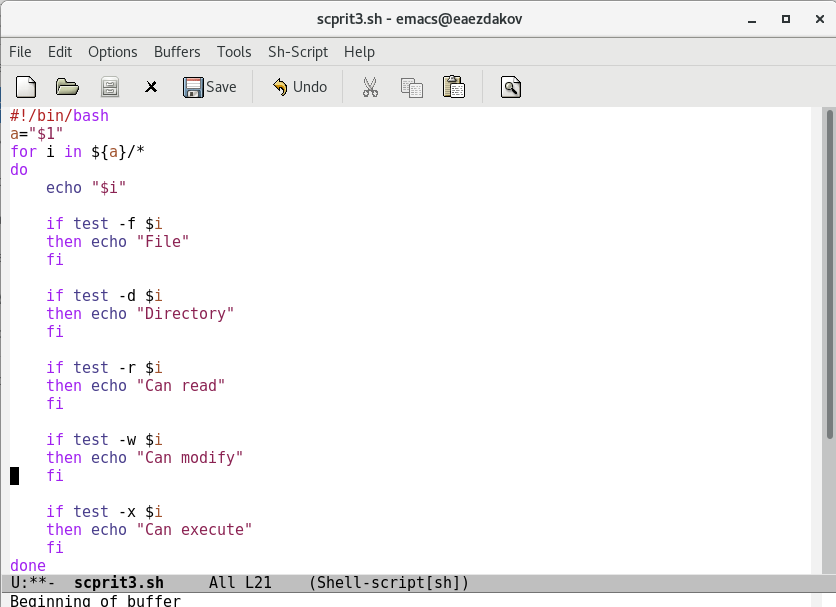 scprit3.sh - emacs@eaezdakov
File Edit Options Buffers Tools Sh-Script Help
Save Undo
#!/bin/bash
a="$1"
for i in ${a}/*
do
    echo "$i"

    if test -f $i
    then echo "File"
    fi

    if test -d $i
    then echo "Directory"
    fi

    if test -r $i
    then echo "Can read"
    fi

    if test -w $i
    then echo "Can modify"
    fi

    if test -x $i
    then echo "Can execute"
    fi
done
U:**-  scprit3.sh     All L21    (Shell-script[sh])
Beginning of buffer